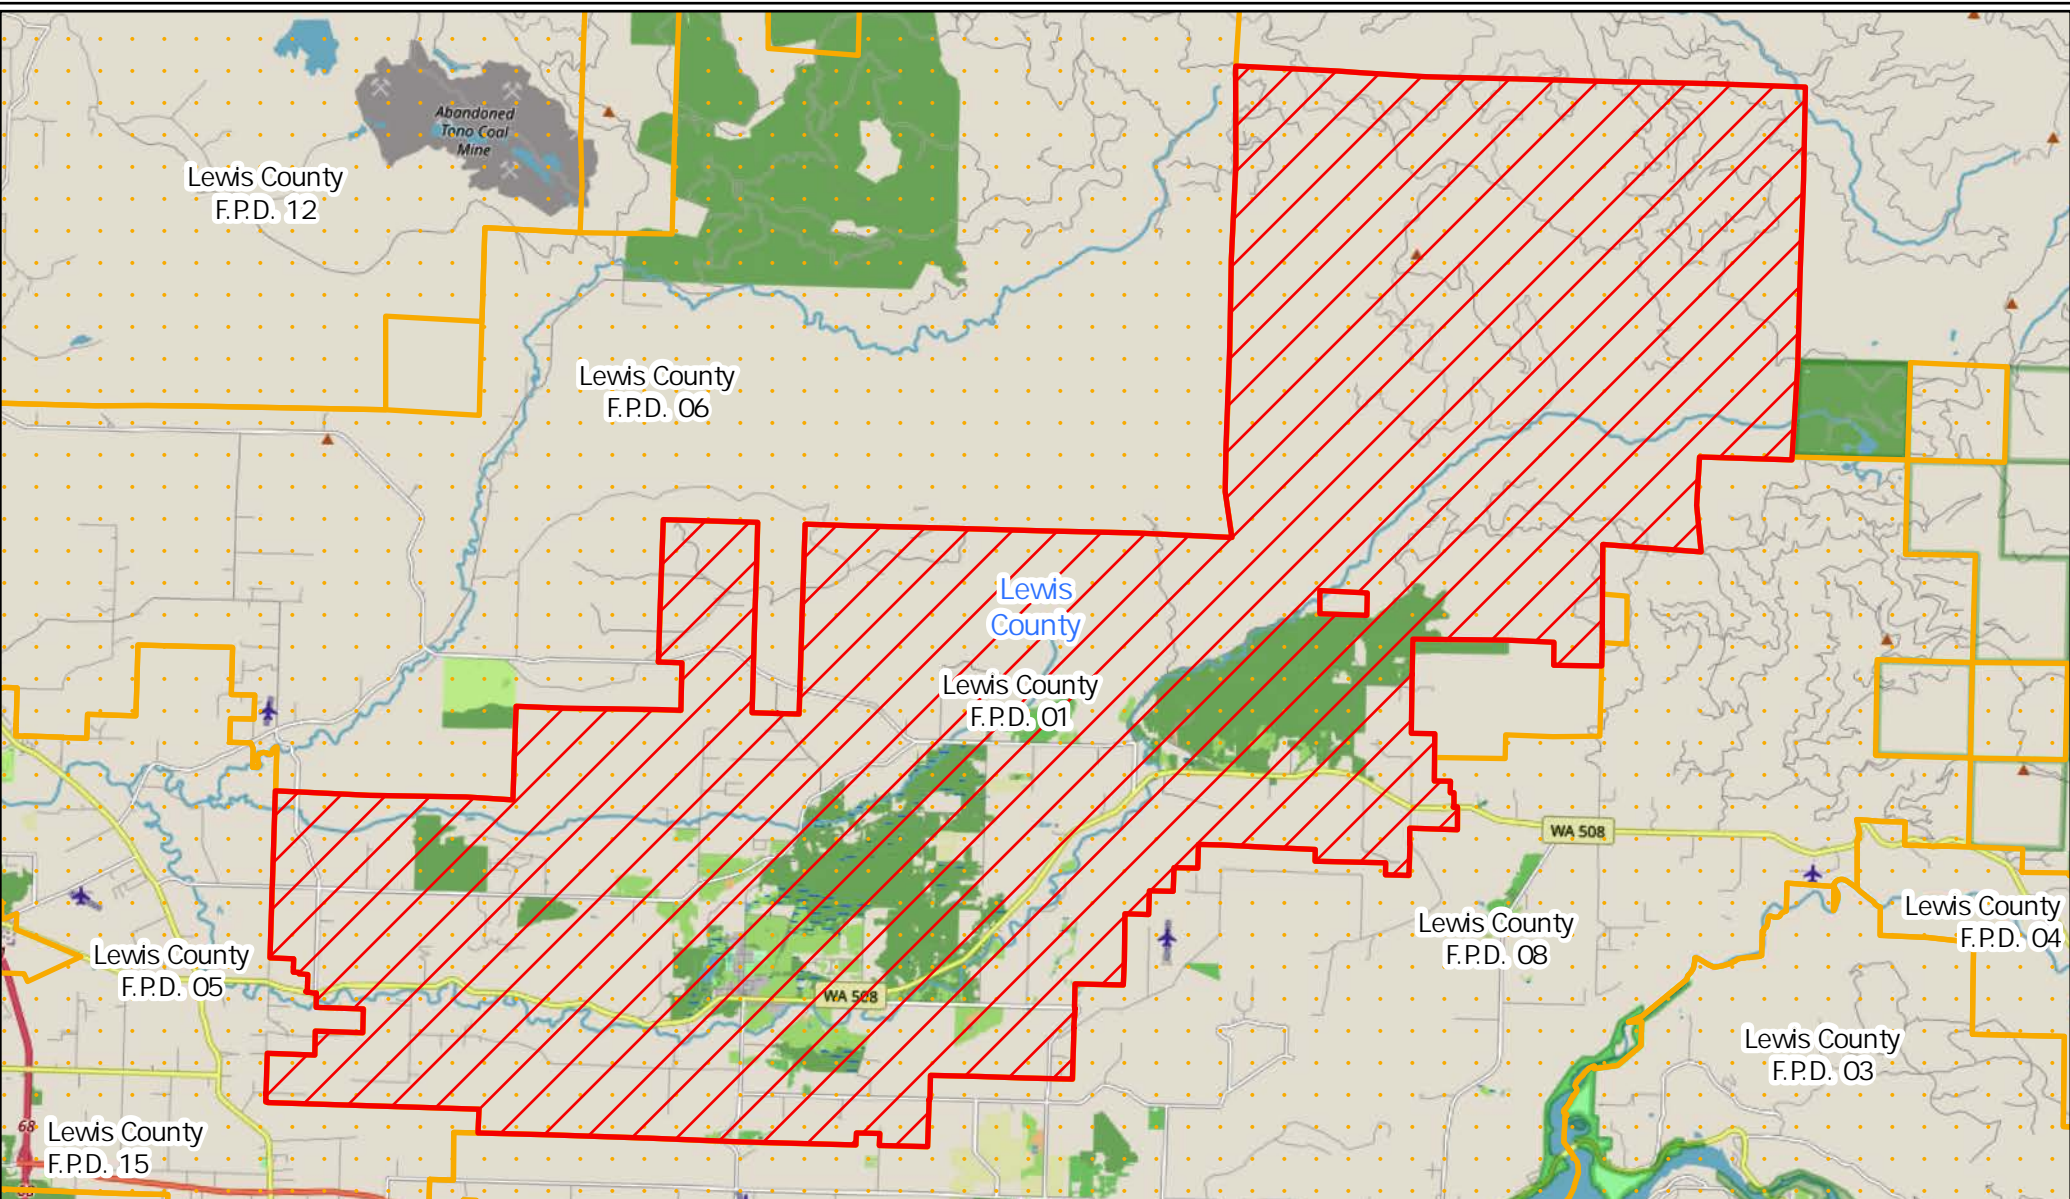 Abandoned
Tono Coal
Mine
Lewis County
F.P.D. 12
Lewis County
F.P.D. 06
Lewis
County
Lewis County
F.P.D. 01
WA 508
Lewis County
F.P.D. 04
Lewis County
F.P.D. 08
Lewis County
F.P.D. 05
WA 508
Lewis County
F.P.D. 03
68
Lewis County
F.P.D. 15
68